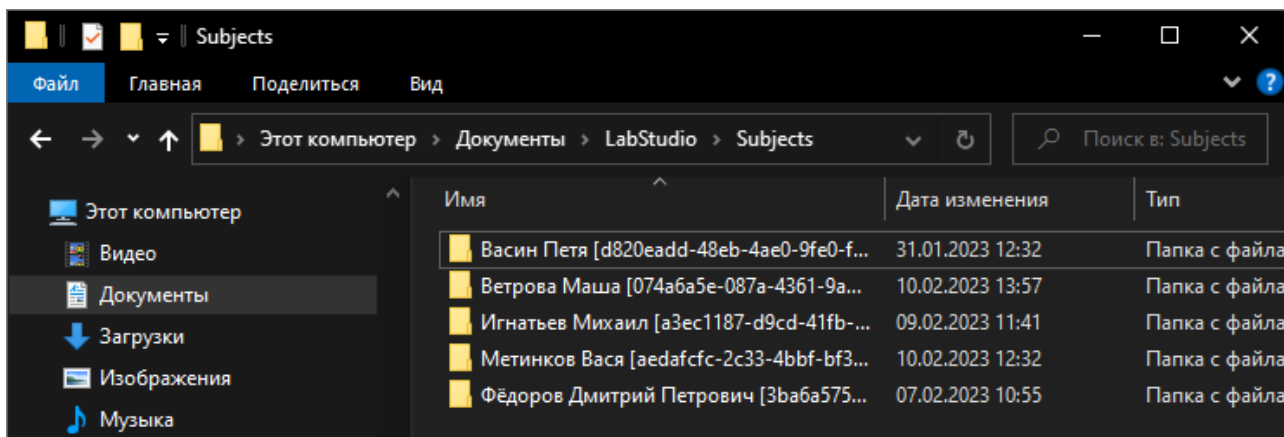 Subjects
Файл Главная Поделиться Вид
Этот компьютер > Документы > LabStudio > Subjects Поиск в: Subjects
Имя Дата изменения Тип
Этот компьютер
Видео
Документы
Загрузки
Изображения
Музыка
Васин Петя [d820eadd-48eb-4ae0-9fe0-f... 31.01.2023 12:32 Папка с файла
Ветрова Маша [074a6a5e-087a-4361-9a... 10.02.2023 13:57 Папка с файла
Игнатьев Михаил [a3ec1187-d9cd-41fb-... 09.02.2023 11:41 Папка с файла
Метинков Вася [aedafcfc-2c33-4bbf-bf3... 10.02.2023 12:32 Папка с файла
Фёдоров Дмитрий Петрович [3ba6a575... 07.02.2023 10:55 Папка с файла